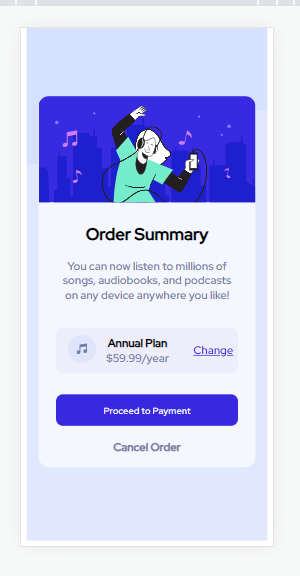 Order Summary
You can now listen to millions of
songs, audiobooks, and podcasts
on any device anywhere you like!
Annual Plan
$59.99/year
Change
Proceed to Payment
Cancel Order